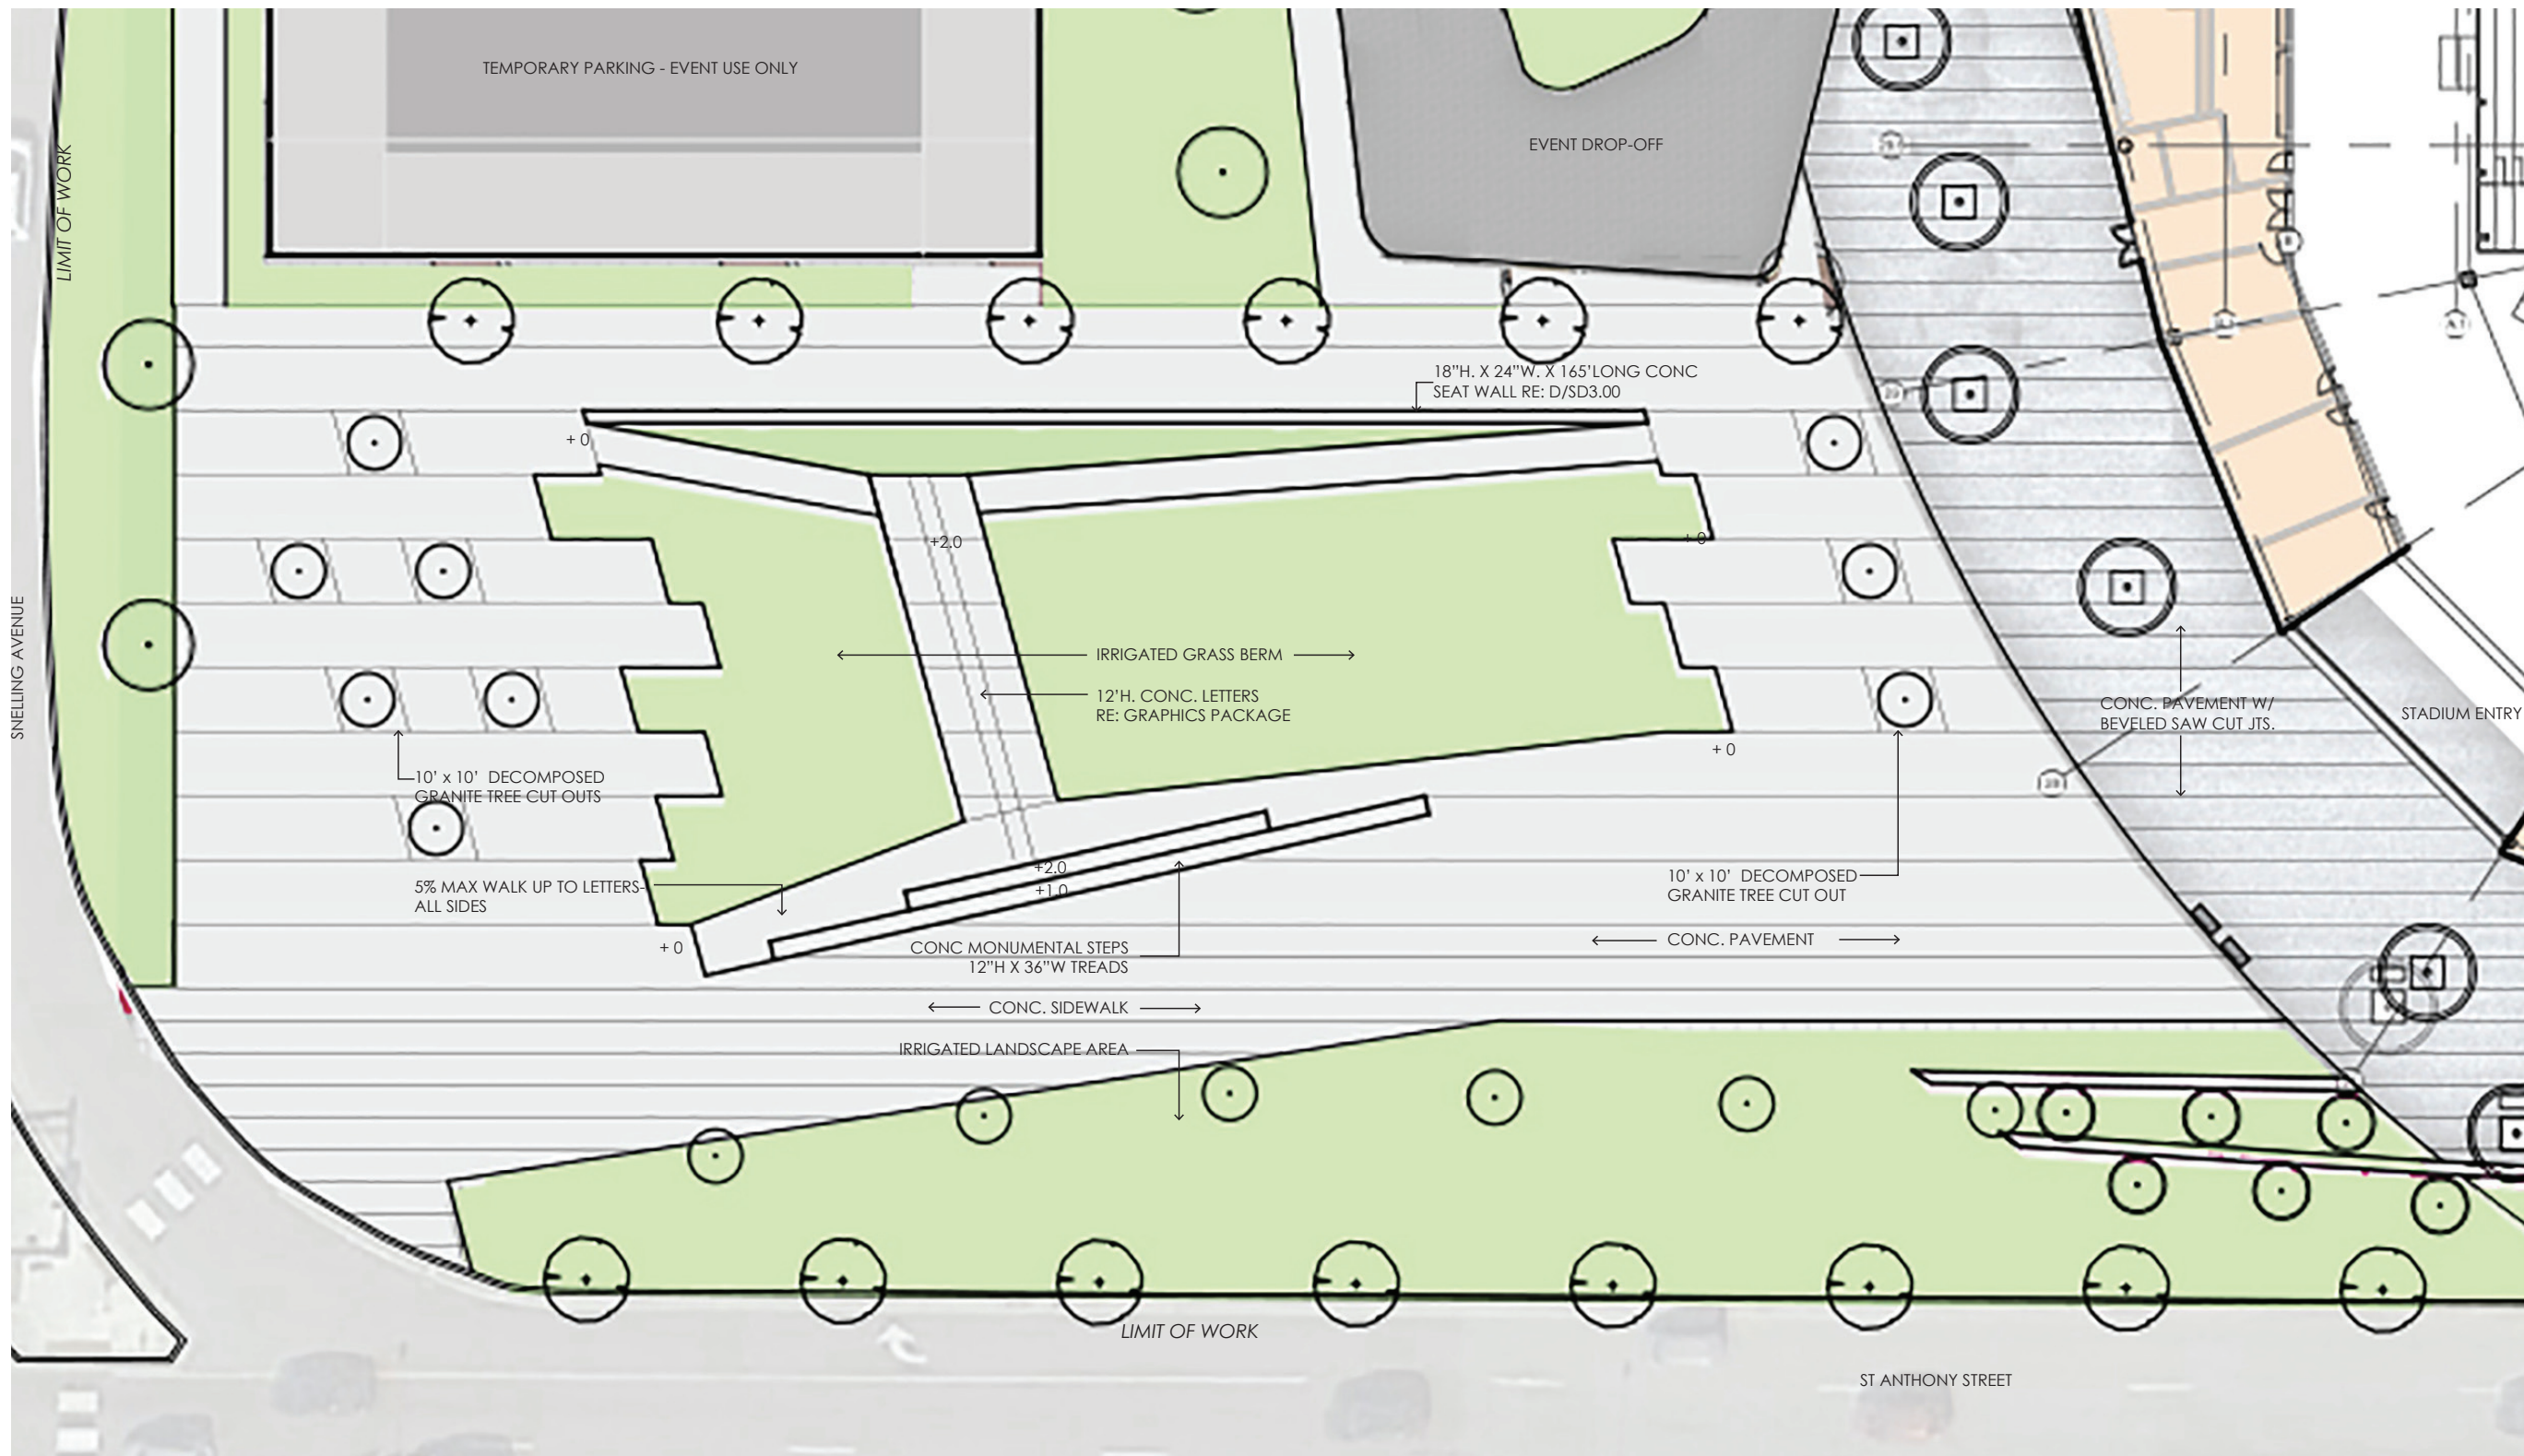 TEMPORARY PARKING - EVENT USE ONLY
EVENT DROP-OFF
LIMIT OF WORK
18"H. X 24"W. X 165'LONG CONC
SEAT WALL RE: D/SD3.00
+ 0
+2.0
+ 0
SNELLING AVENUE
IRRIGATED GRASS BERM
12'H. CONC. LETTERS
RE: GRAPHICS PACKAGE
CONC. PAVEMENT W/
BEVELED SAW CUT JTS.
STADIUM ENTRY
+ 0
10' x 10' DECOMPOSED
GRANITE TREE CUT OUTS
+2.0
+1.0
5% MAX WALK UP TO LETTERS-
ALL SIDES
10' x 10' DECOMPOSED
GRANITE TREE CUT OUT
+ 0
CONC MONUMENTAL STEPS
12"H X 36"W TREADS
CONC. PAVEMENT
CONC. SIDEWALK
IRRIGATED LANDSCAPE AREA
LIMIT OF WORK
ST ANTHONY STREET